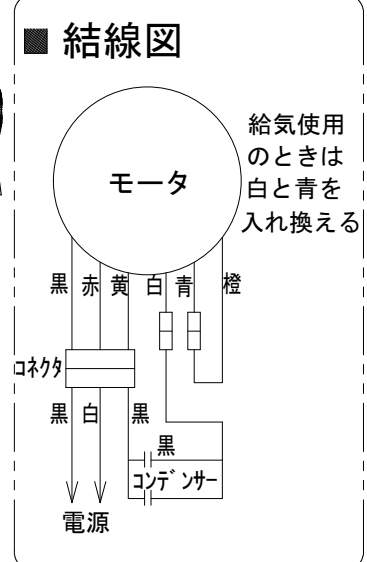 ■ 結線図
給気使用
のときは
白と青を
入れ換える
モータ
黒 赤 黄 白 青 橙
コネクタ
黒 白 黒
黒
コンデンサー
電源